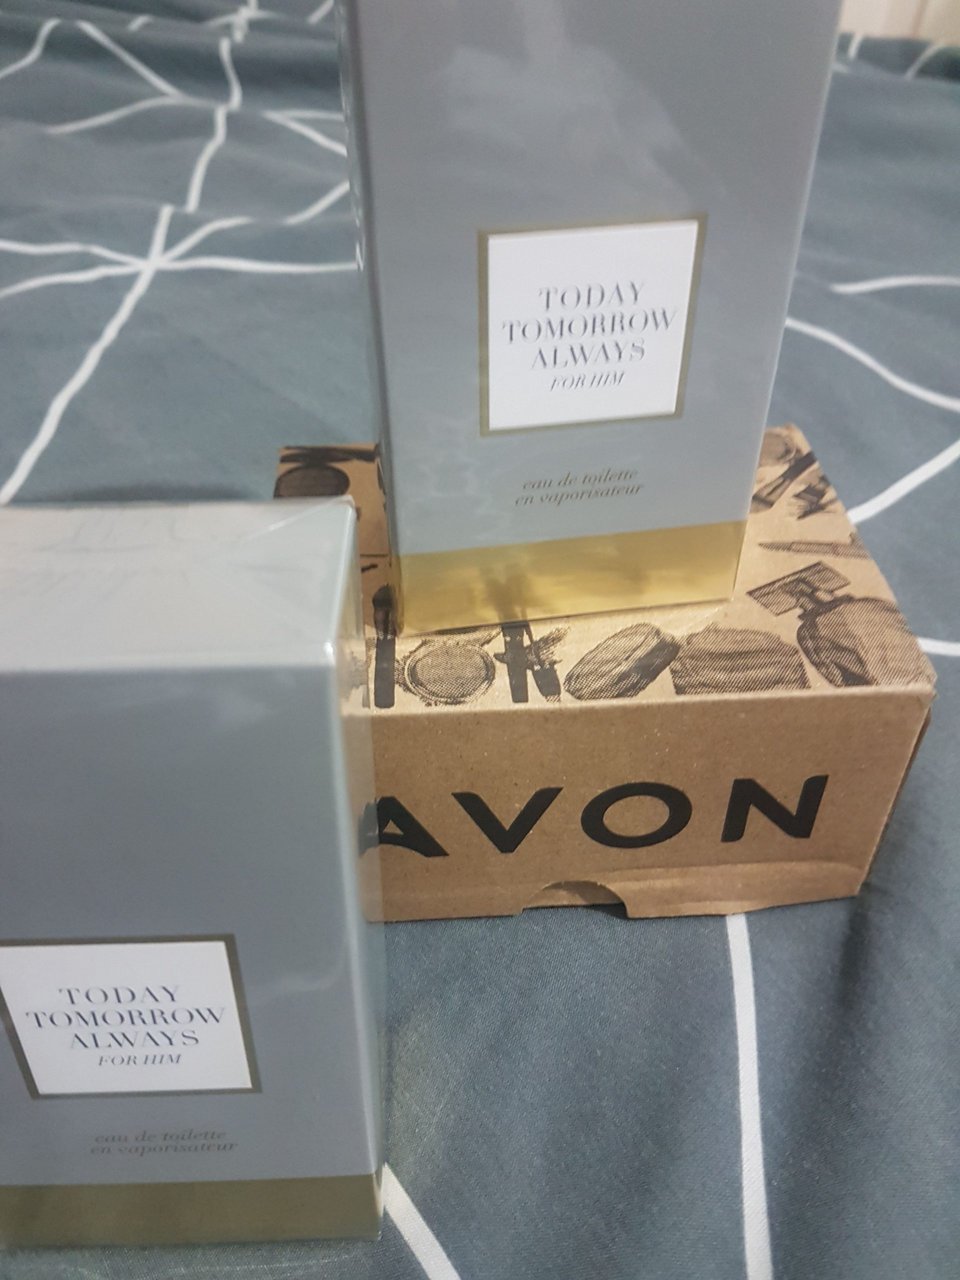 TODAY
TOMORROW
ALWAYS
FOR HIM
eau de toilette
en vaporisateur
AVON
TODAY
TOMORROW
ALWAYS
FOR HIM
eau de toilette
en vaporisateur